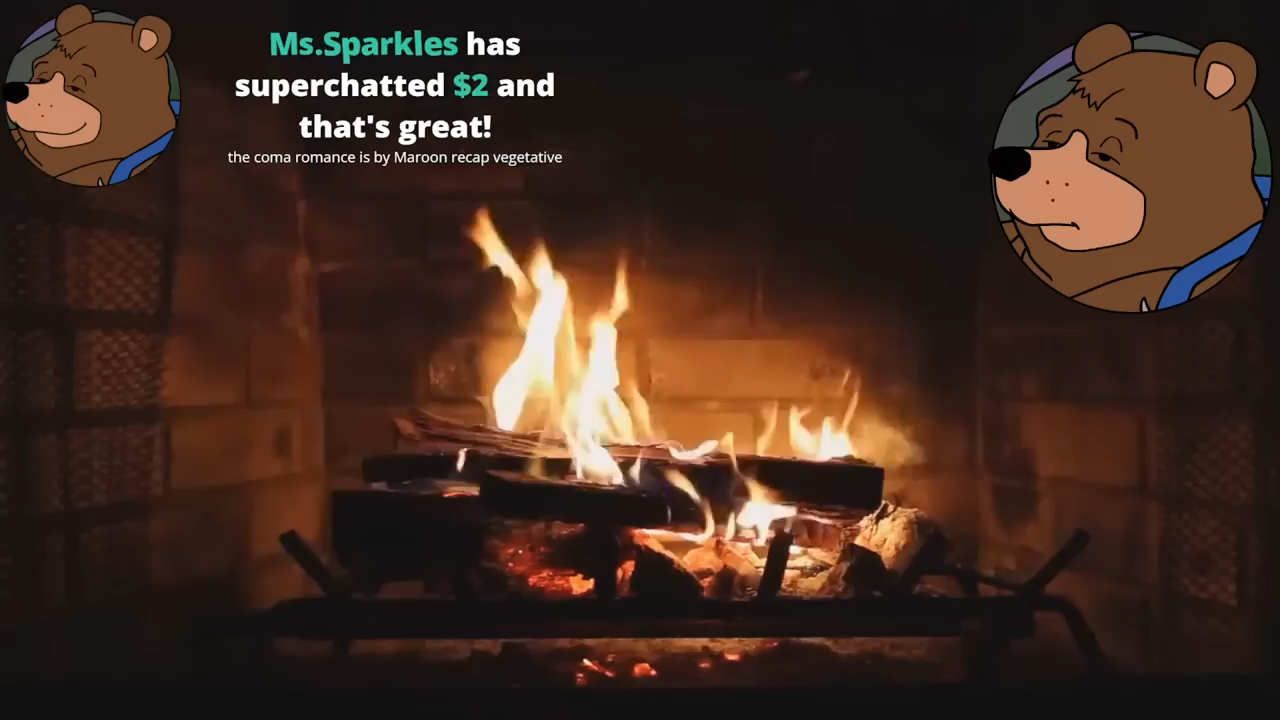 Ms.Sparkles has
superchatted $2 and
that's great!
the coma romance is by Maroon recap vegetative